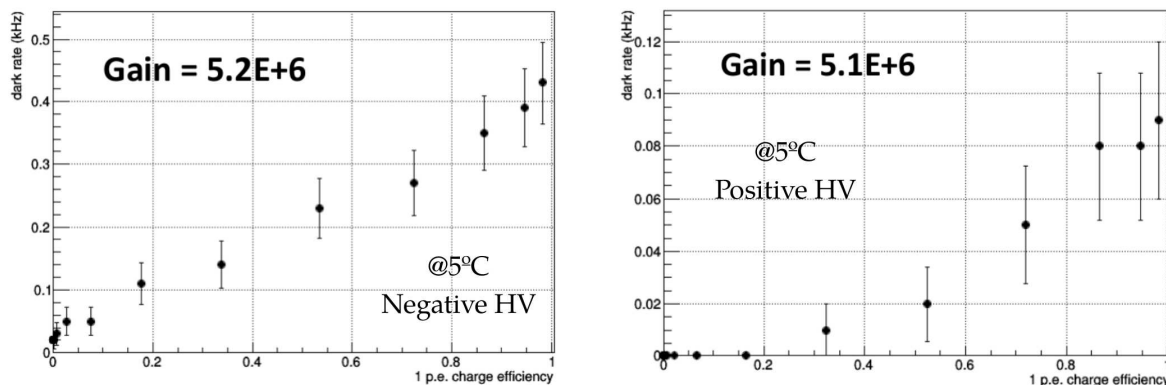 dark rate (kHz)
0.5
0.4
0.3
0.2
0.1
0
Gain = 5.2E+6
@5ºC
Negative HV
0 0.2 0.4 0.6 0.8 1
1 p.e. charge efficiency
dark rate (kHz)
0.12
0.1
0.08
0.06
0.04
0.02
0
Gain = 5.1E+6
@5ºC
Positive HV
0 0.2 0.4 0.6 0.8 1
1 p.e. charge efficiency